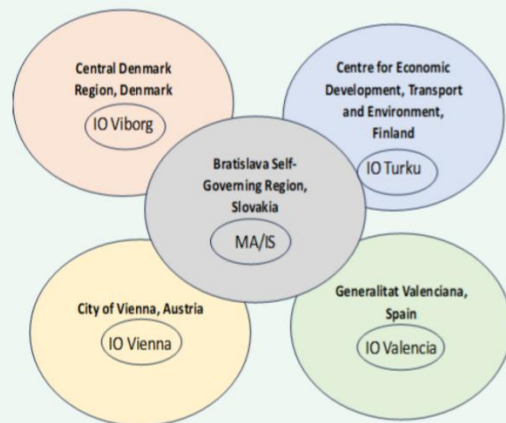 Central Denmark
Region, Denmark
IO Viborg
Centre for Economic
Development, Transport
and Environment,
Finland
IO Turku
Bratislava Self-
Governing Region,
Slovakia
MA/IS
City of Vienna, Austria
IO Vienna
Generalitat Valenciana,
Spain
IO Valencia